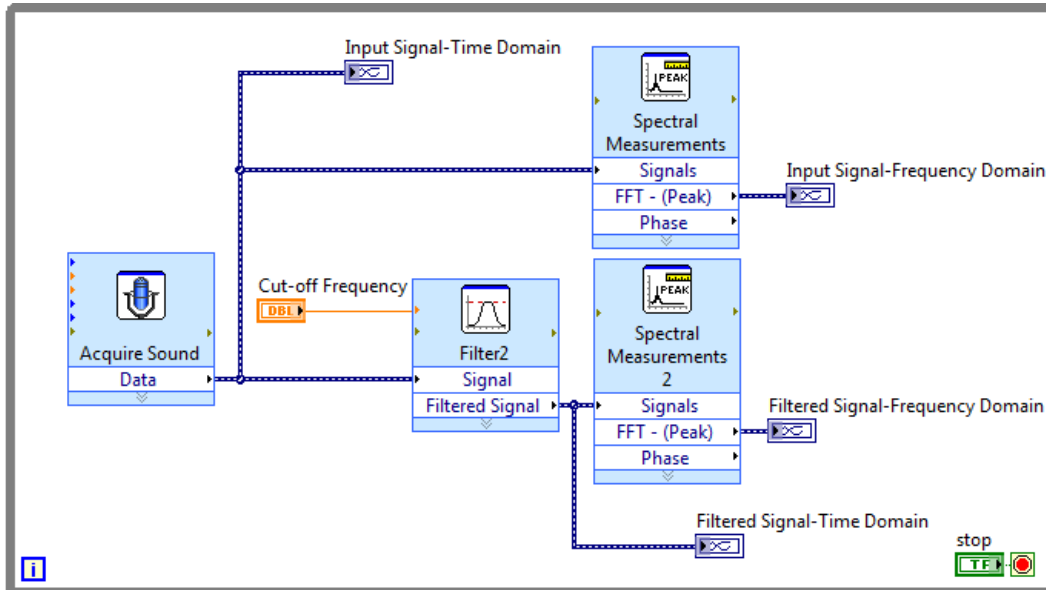 Input Signal-Time Domain
PEAK
Spectral
Measurements
Signals
FFT - (Peak)
Phase
Input Signal-Frequency Domain
Acquire Sound
Data
Cut-off Frequency
DBL
Filter2
Signal
Filtered Signal
PEAK
Spectral
Measurements
2
Signals
FFT - (Peak)
Phase
Filtered Signal-Frequency Domain
Filtered Signal-Time Domain
stop
TF
i